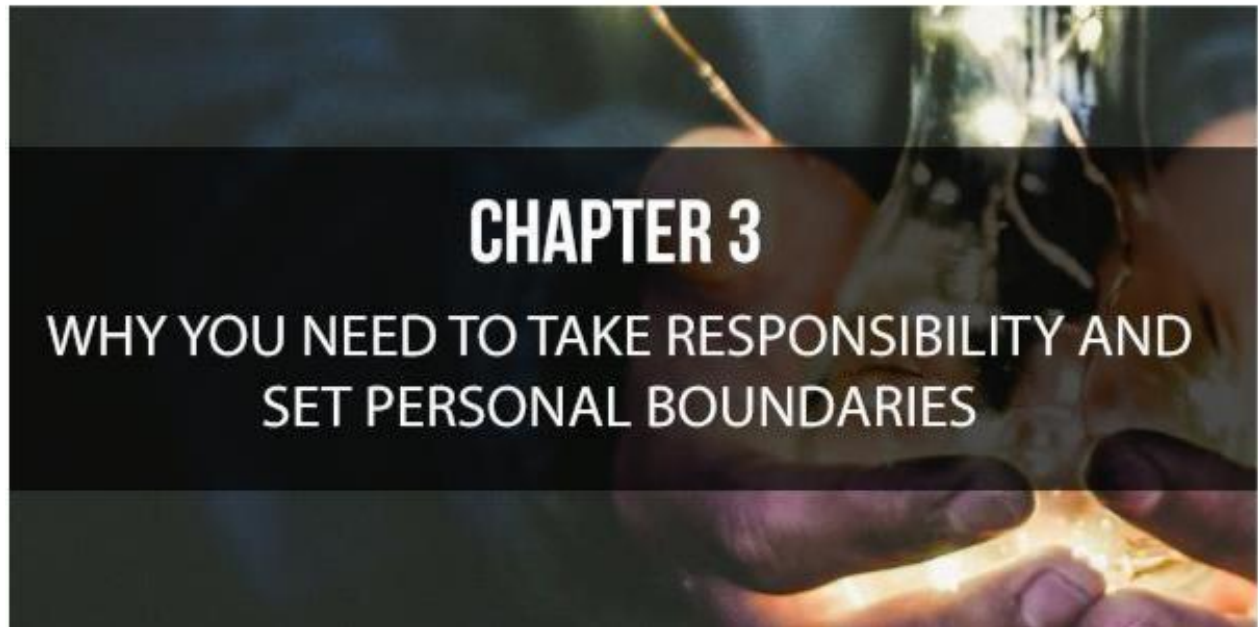 CHAPTER 3
WHY YOU NEED TO TAKE RESPONSIBILITY AND
SET PERSONAL BOUNDARIES